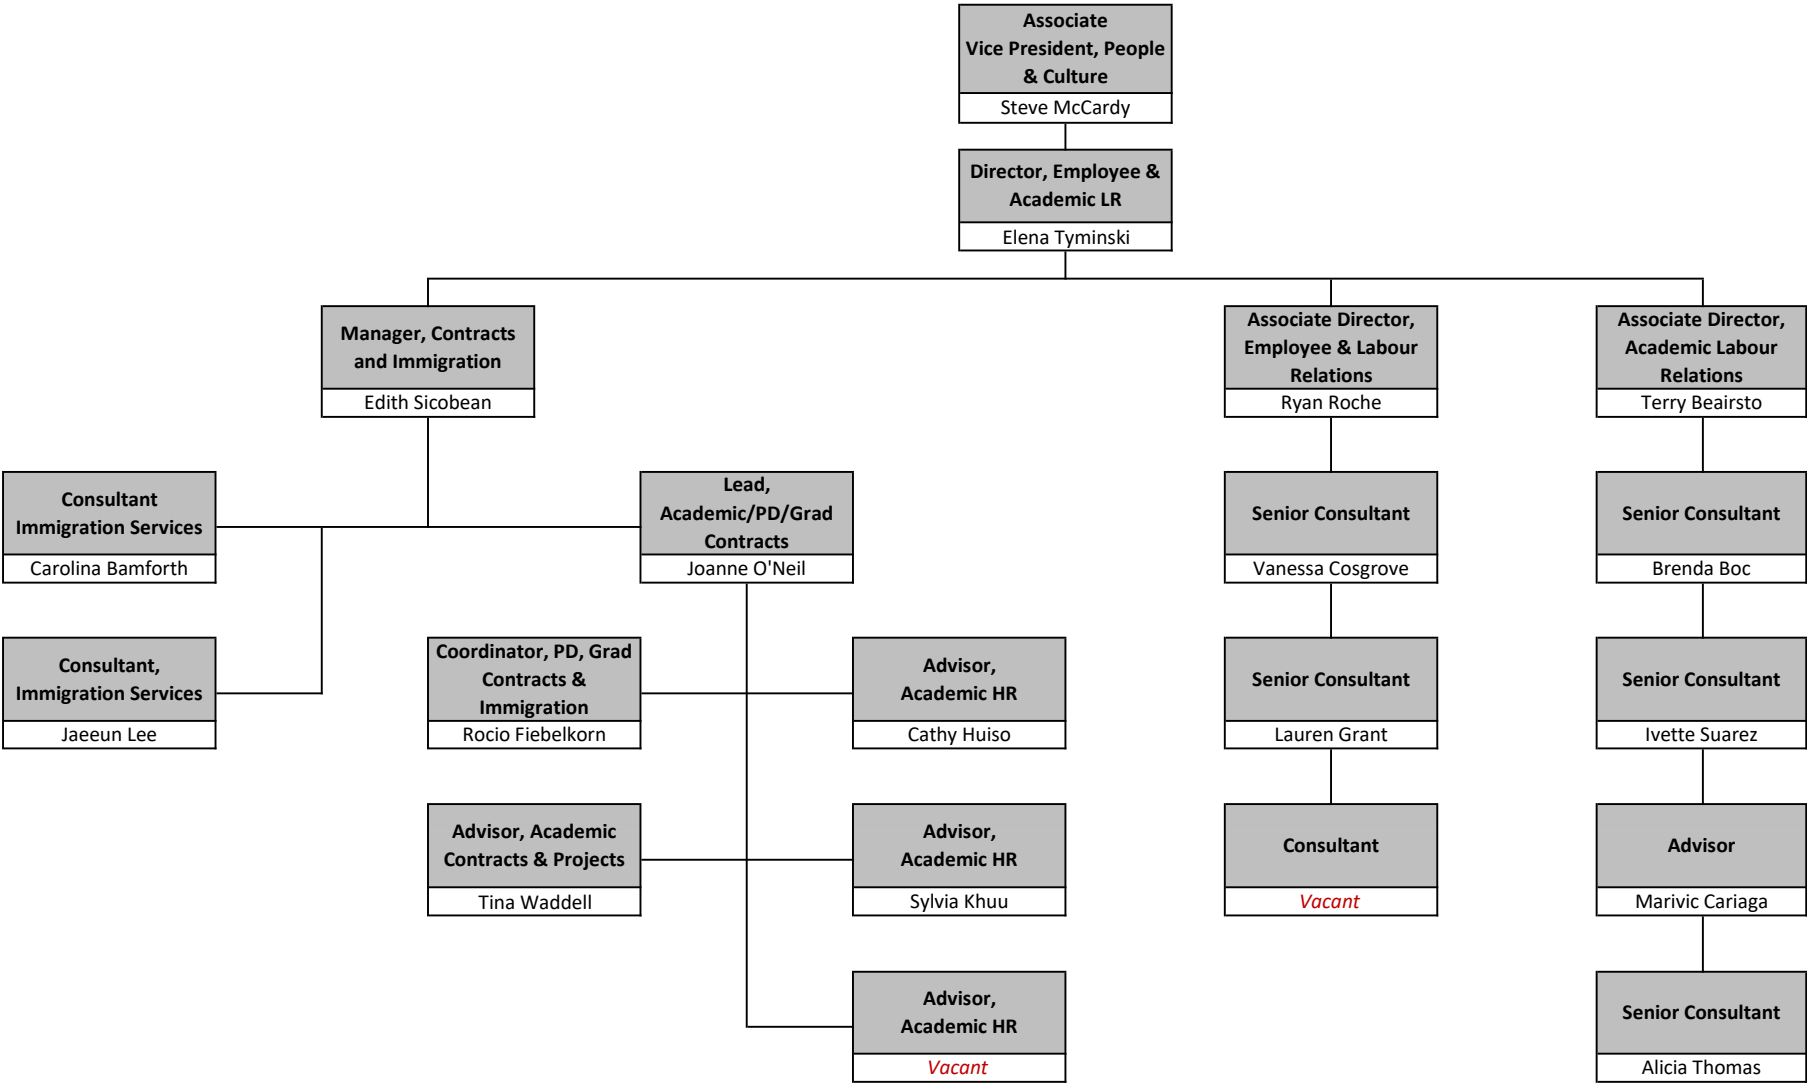 Associate
Vice President, People
& Culture
Steve McCardy
Director, Employee &
Academic LR
Elena Tyminski
Manager, Contracts
and Immigration
Edith Sicobean
Associate Director,
Employee & Labour
Relations
Ryan Roche
Associate Director,
Academic Labour
Relations
Terry Beairsto
Consultant
Immigration Services
Carolina Bamforth
Lead,
Academic/PD/Grad
Contracts
Joanne O'Neil
Senior Consultant
Vanessa Cosgrove
Senior Consultant
Brenda Boc
Consultant,
Immigration Services
Jaeeun Lee
Coordinator, PD, Grad
Contracts &
Immigration
Rocio Fiebelkorn
Advisor,
Academic HR
Cathy Huiso
Senior Consultant
Lauren Grant
Senior Consultant
Ivette Suarez
Advisor, Academic
Contracts & Projects
Tina Waddell
Advisor,
Academic HR
Sylvia Khuu
Consultant
Vacant
Advisor
Marivic Cariaga
Advisor,
Academic HR
Vacant
Senior Consultant
Alicia Thomas